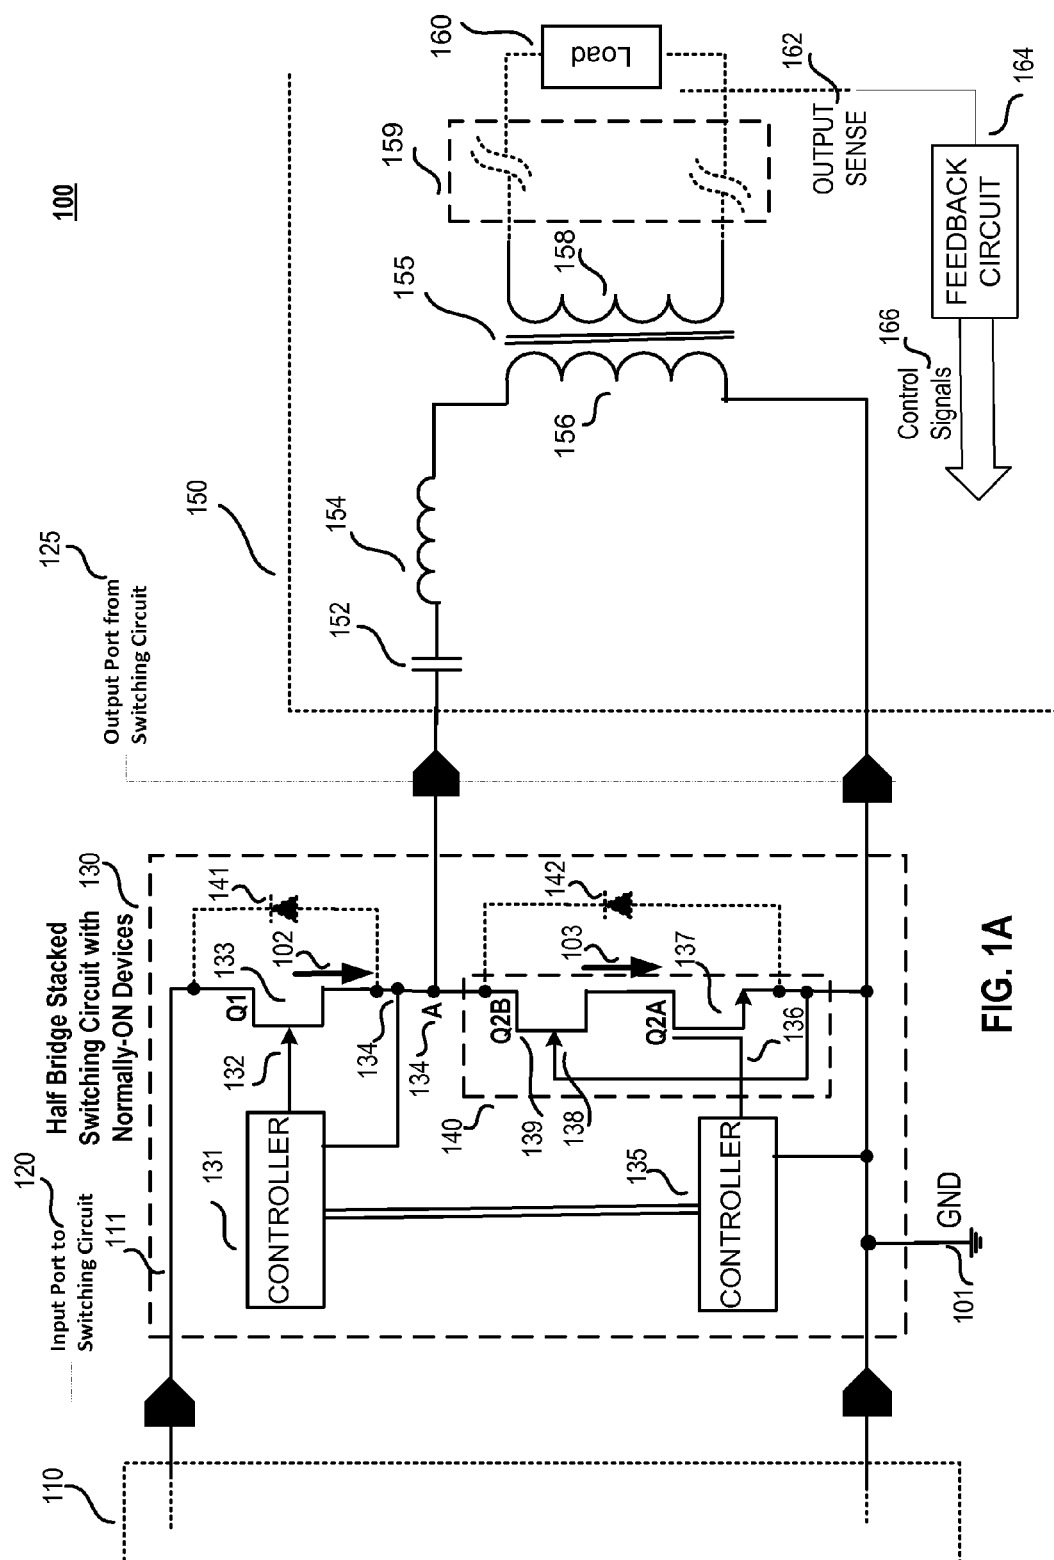 100
110
Input Port to
Switching Circuit
120
111
Half Bridge Stacked
Switching Circuit with
Normally-ON Devices
130
Output Port from
Switching Circuit
125
150
CONTROLLER
131
132
Q1
133
102
141
134
134
A
140
139
138
Q2B
Q2A
103
142
137
136
CONTROLLER
135
101
GND
152
154
155
156
158
159
160
Load
162
OUTPUT
SENSE
164
FEEDBACK
CIRCUIT
166
Control
Signals
FIG. 1A